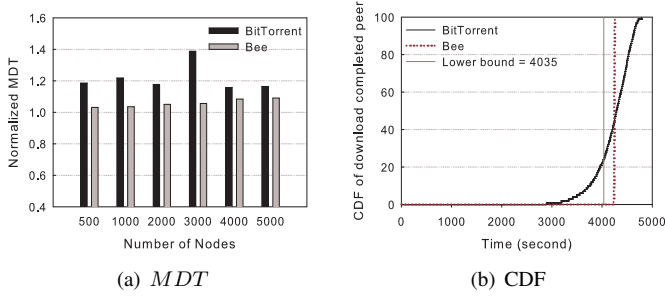 1.6
1.4
1.2
1.0
0.8
0.6
0.4
Normalized MDT
BitTorrent
Bee
500 1000 2000 3000 4000 5000
Number of Nodes
(a) MDT
100
80
60
40
20
0
CDF of download completed peer
BitTorrent
Bee
Lower bound = 4035
0 1000 2000 3000 4000 5000
Time (second)
(b) CDF